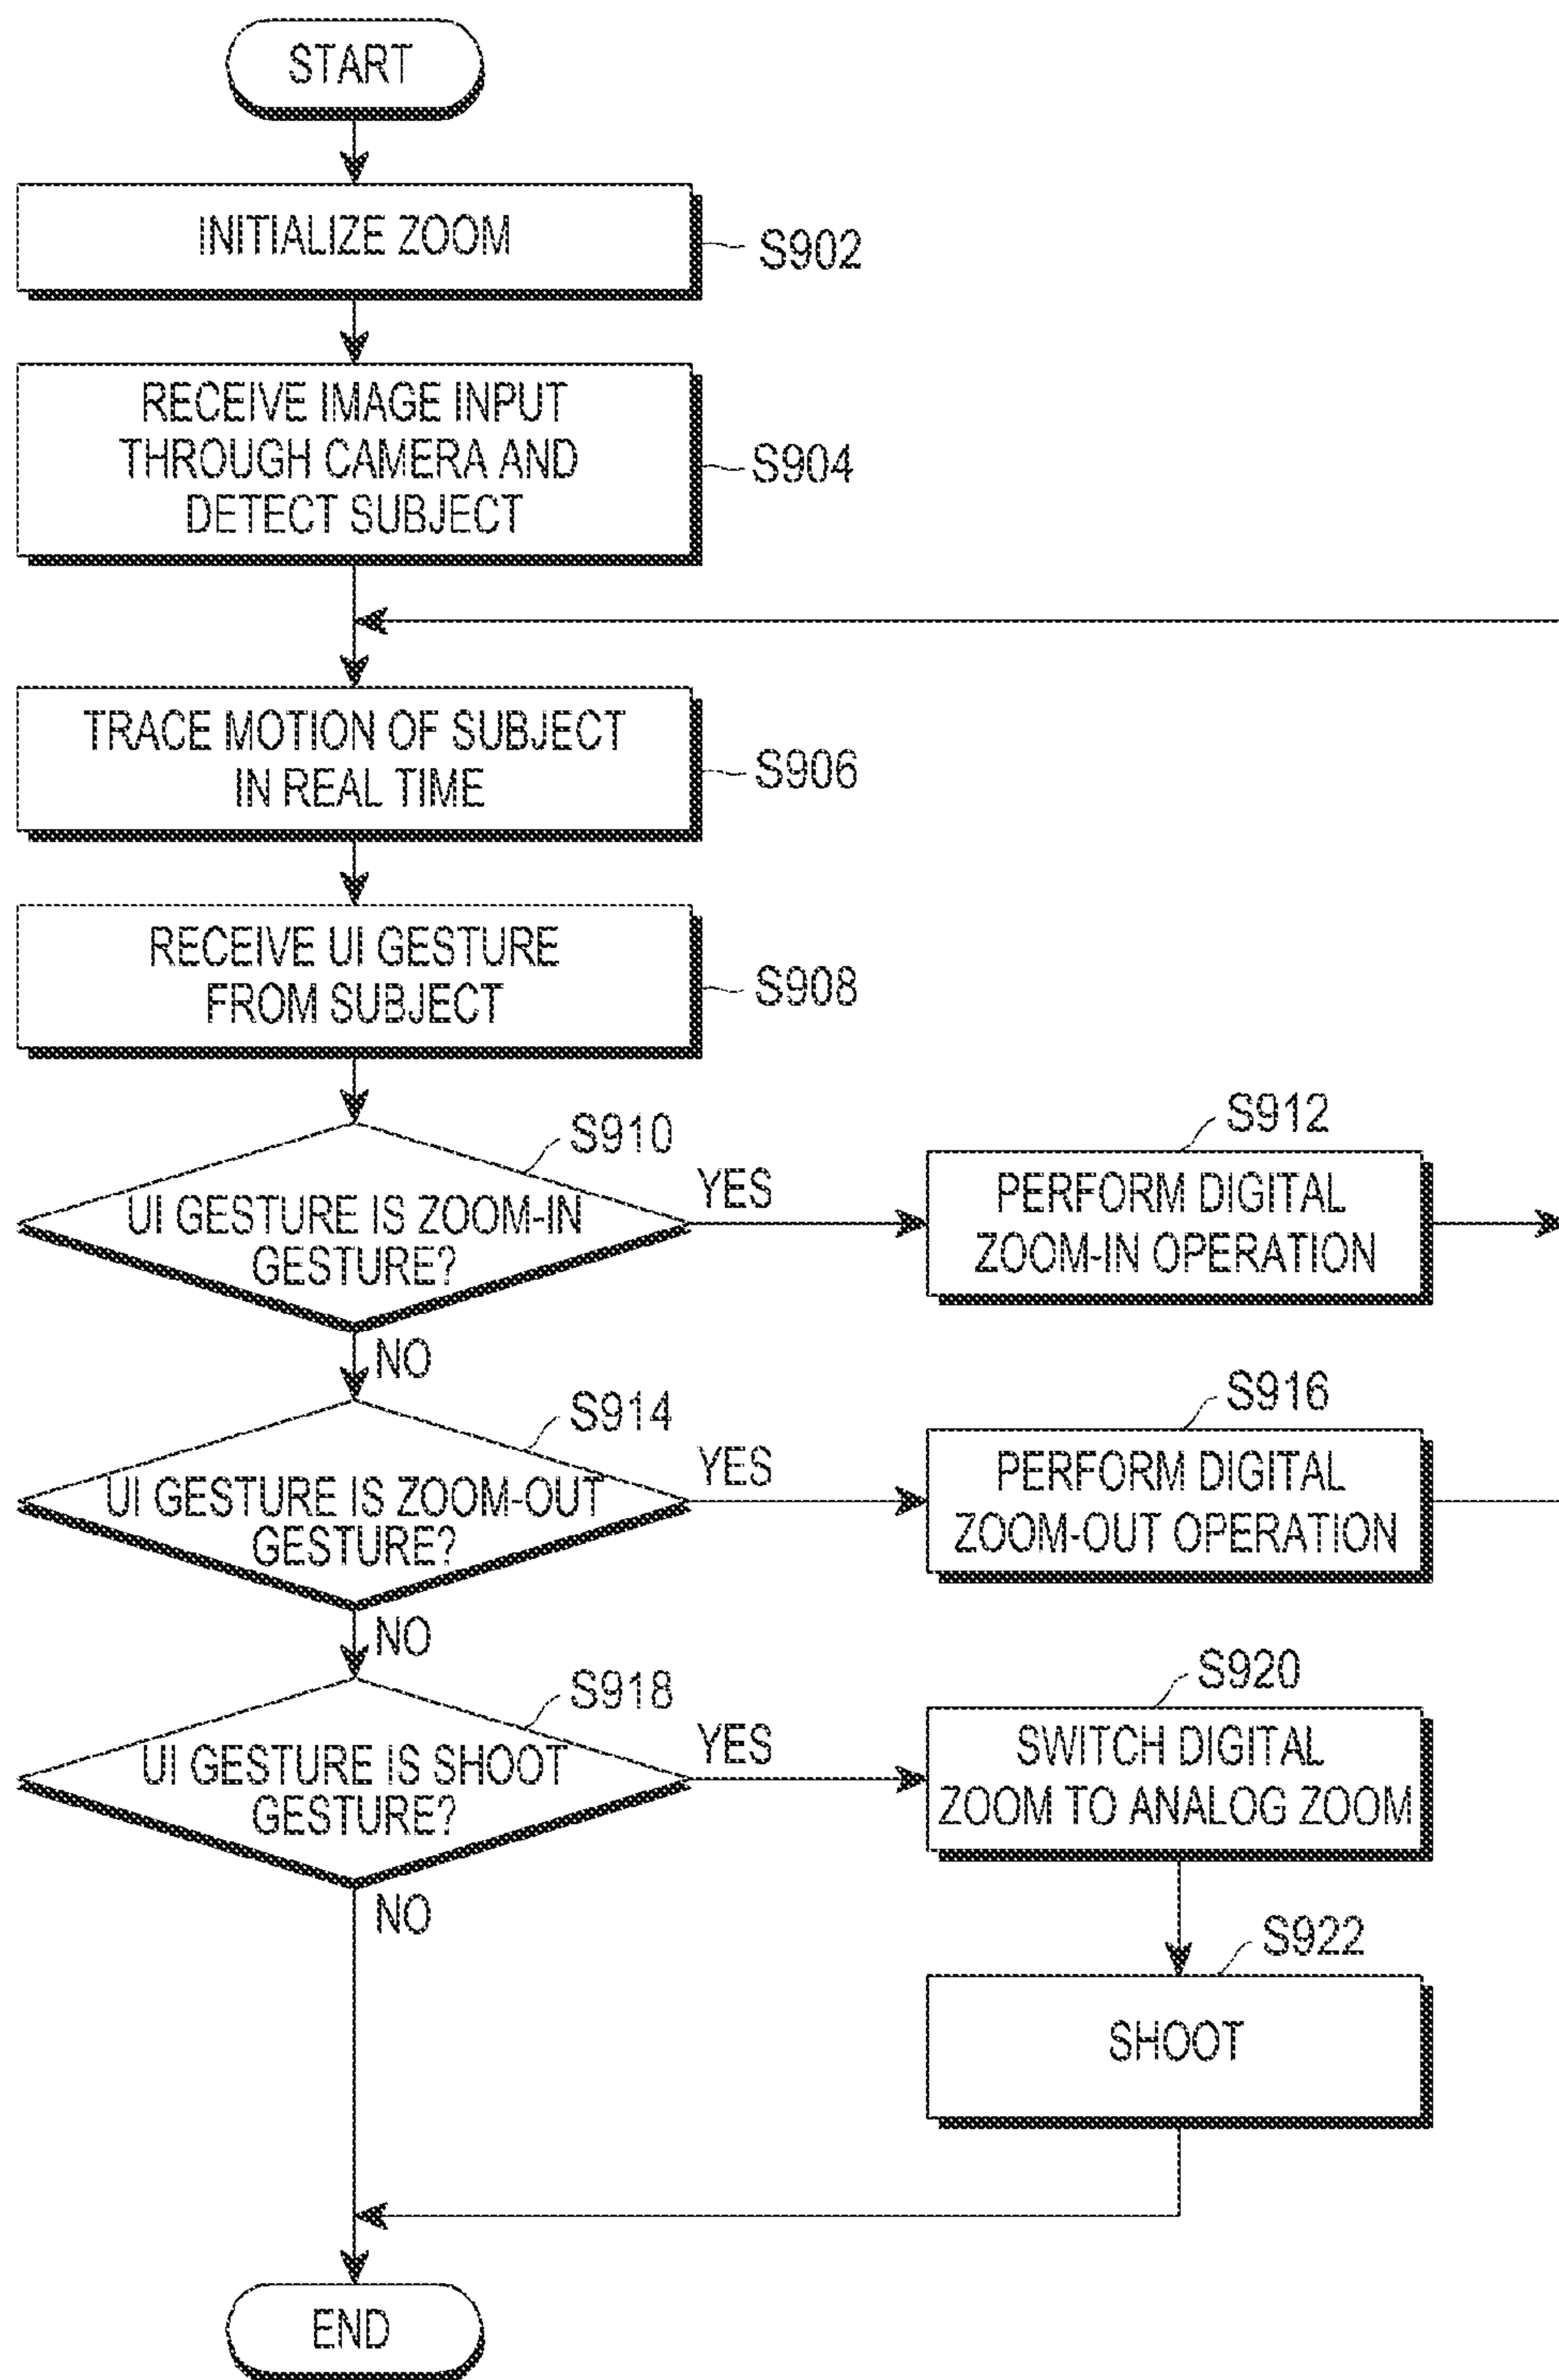 START
INITIALIZE ZOOM
S902
RECEIVE IMAGE INPUT
THROUGH CAMERA AND
DETECT SUBJECT
S904
TRACE MOTION OF SUBJECT
IN REAL TIME
S906
RECEIVE UI GESTURE
FROM SUBJECT
S908
S910
UI GESTURE IS ZOOM-IN
GESTURE?
YES
NO
S912
PERFORM DIGITAL
ZOOM-IN OPERATION
S914
UI GESTURE IS ZOOM-OUT
GESTURE?
YES
NO
S916
PERFORM DIGITAL
ZOOM-OUT OPERATION
S918
UI GESTURE IS SHOOT
GESTURE?
YES
NO
S920
SWITCH DIGITAL
ZOOM TO ANALOG ZOOM
S922
SHOOT
END